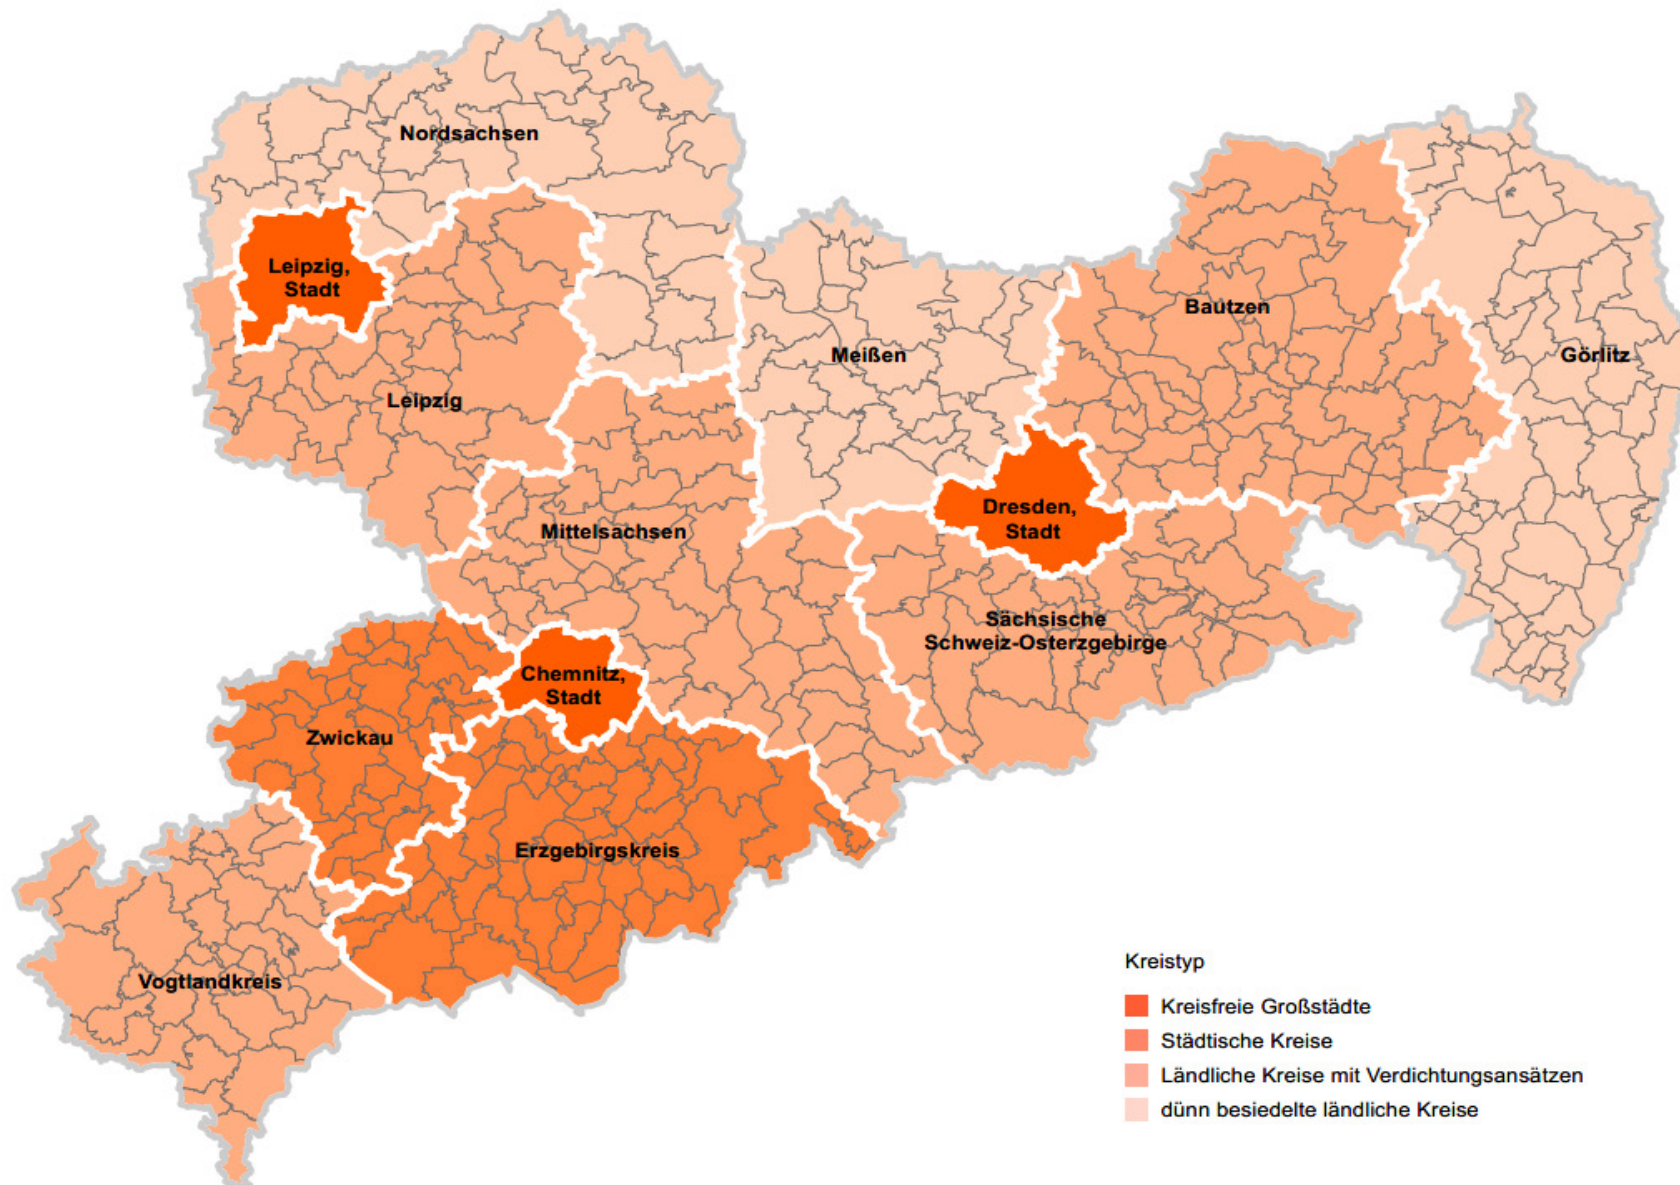 Nordsachsen
Leipzig,
Stadt
Bautzen
Meißen
Görlitz
Leipzig
Dresden,
Stadt
Mittelsachsen
Sächsische
Schweiz-Osterzgebirge
Chemnitz,
Stadt
Zwickau
Erzgebirgskreis
Vogtlandkreis
Kreistyp
Kreisfreie Großstädte
Städtische Kreise
Ländliche Kreise mit Verdichtungsansätzen
dünn besiedelte ländliche Kreise